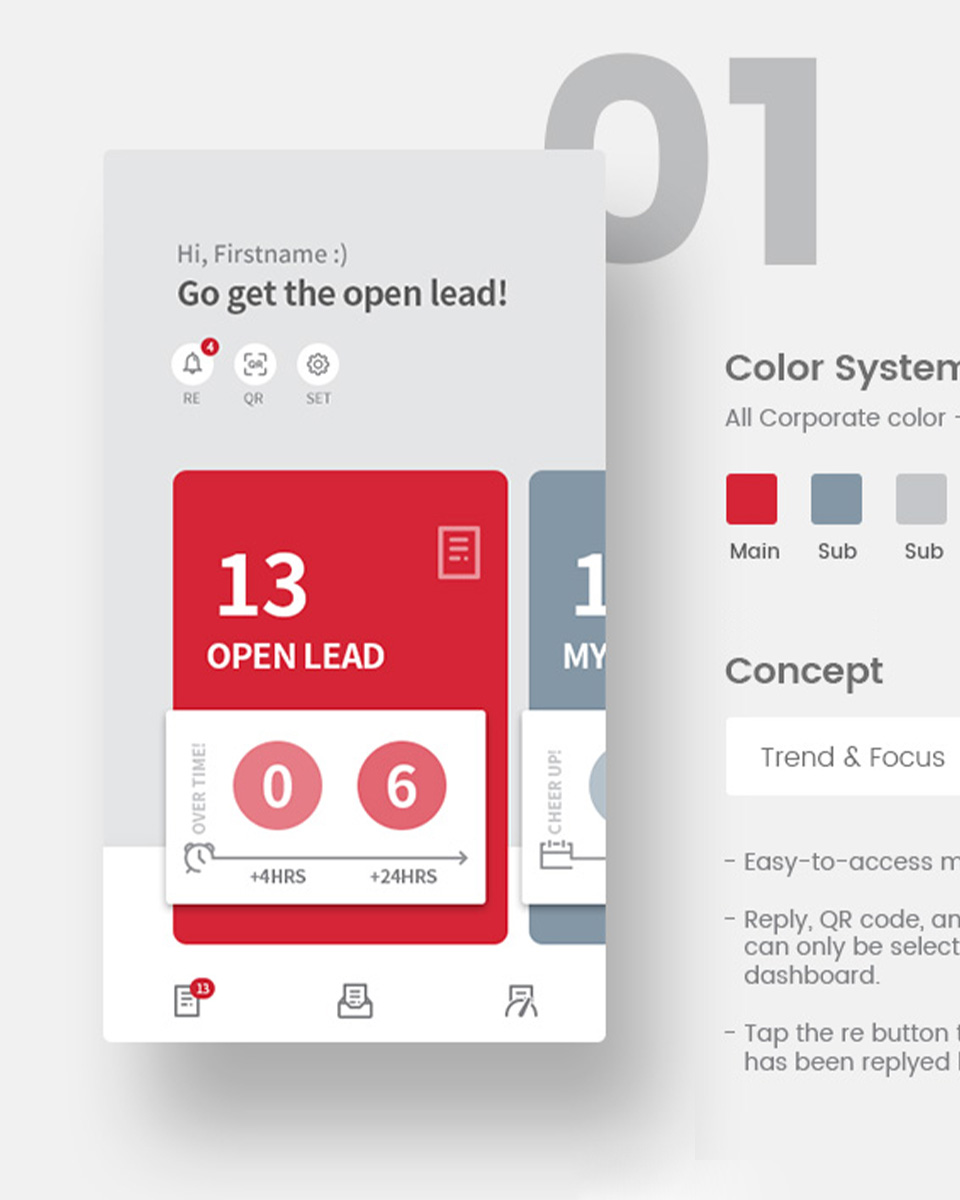 01
Hi, Firstname :)
Go get the open lead!
4
RE
QR
QR
SET
13
OPEN LEAD
OVER TIME!
0
6
+4HRS
+24HRS
1
MY
CHEER UP!
13
Color System
All Corporate color -
Main
Sub
Sub
Concept
Trend & Focus
- Easy-to-access m
- Reply, QR code, an
can only be select
dashboard.
- Tap the re button t
has been replyed